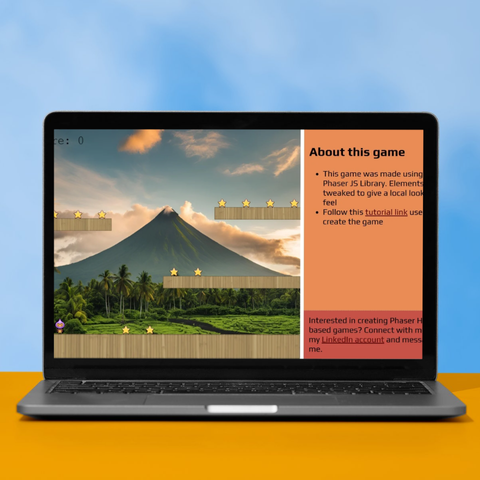 re: 0
About this game
This game was made using
Phaser JS Library. Elements
tweaked to give a local look
feel
Follow this tutorial link use
create the game
Interested in creating Phaser H
based games? Connect with m
my LinkedIn account and mess
me.